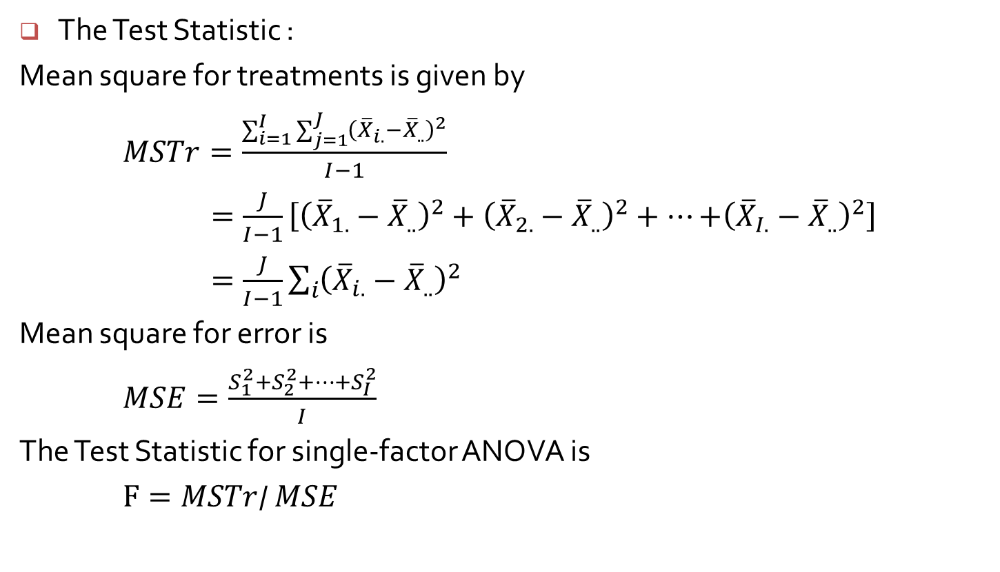 ❑ The Test Statistic :
Mean square for treatments is given by
$MSTr = \frac{\sum_{i=1}^{I} \sum_{j=1}^{J} (\bar{X}_{i.} - \bar{X}_{..})^2}{I-1}$
$= \frac{J}{I-1} [(\bar{X}_{1.} - \bar{X}_{..})^2 + (\bar{X}_{2.} - \bar{X}_{..})^2 + \cdots + (\bar{X}_{I.} - \bar{X}_{..})^2]$
$= \frac{J}{I-1} \sum_i (\bar{X}_{i.} - \bar{X}_{..})^2$
Mean square for error is
$MSE = \frac{S_1^2 + S_2^2 + \cdots + S_I^2}{I}$
The Test Statistic for single-factor ANOVA is
$\mathrm{F} = MSTr / MSE$